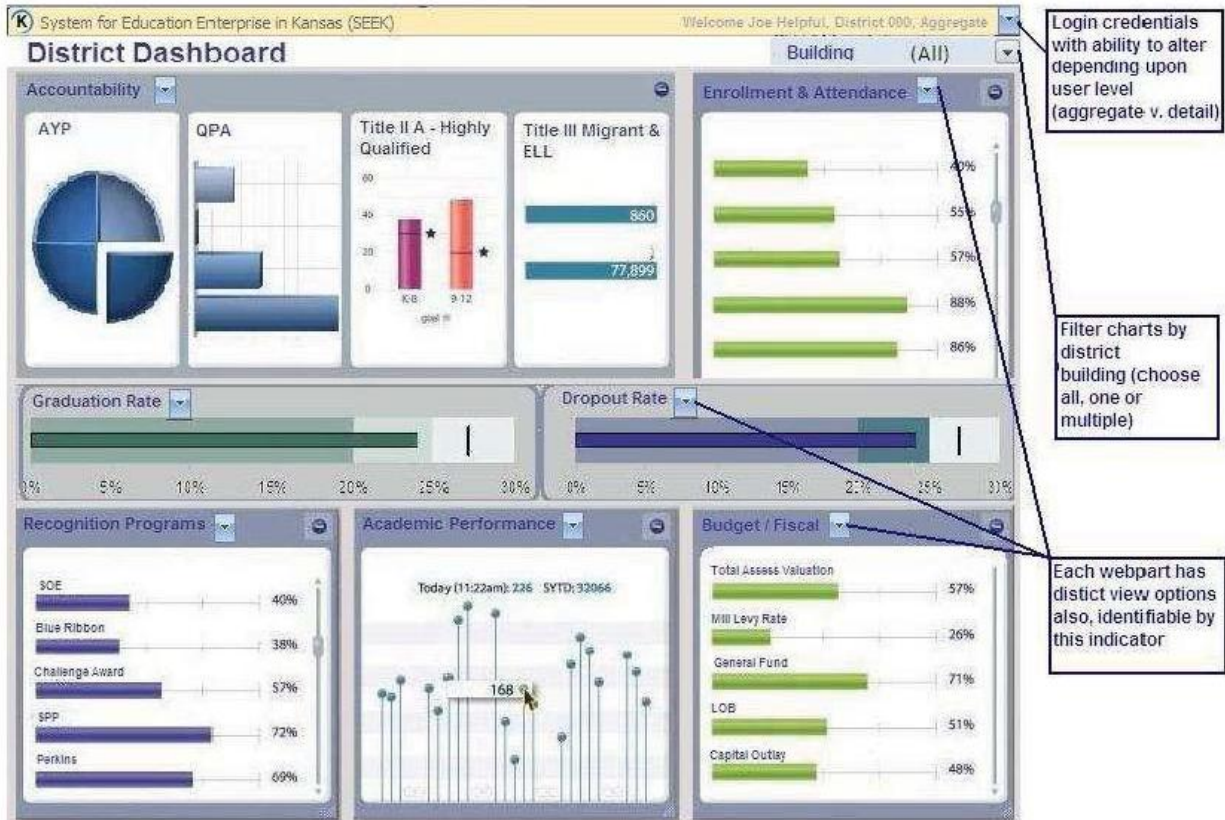 K System for Education Enterprise in Kansas (SEEK)
Welcome Joe Helpful, District 000, Aggregate
District Dashboard
Building (All)
Login credentials
with ability to alter
depending upon
user level
(aggregate v. detail)
Accountability
AYP
QPA
Title II A - Highly
Qualified
60
40
20
0
K-8 9-12
goal
Title III Migrant &
ELL
860
77,899
Enrollment & Attendance
40%
55%
57%
88%
86%
Filter charts by
district
building (choose
all, one or
multiple)
Graduation Rate
0% 5% 10% 15% 20% 25% 30%
Dropout Rate
0% 5% 10% 15% 25% 30%
Recognition Programs
SOE
40%
Blue Ribbon
38%
Challenge Award
57%
SPP
72%
Perkins
69%
Academic Performance
Today (11:22am): 226 SYTD: 32066
168
Budget / Fiscal
Total Assess Valuation
57%
Mill Levy Rate
26%
General Fund
71%
LOB
51%
Capital Outlay
48%
Each webpart has
distict view options
also, identifiable by
this indicator